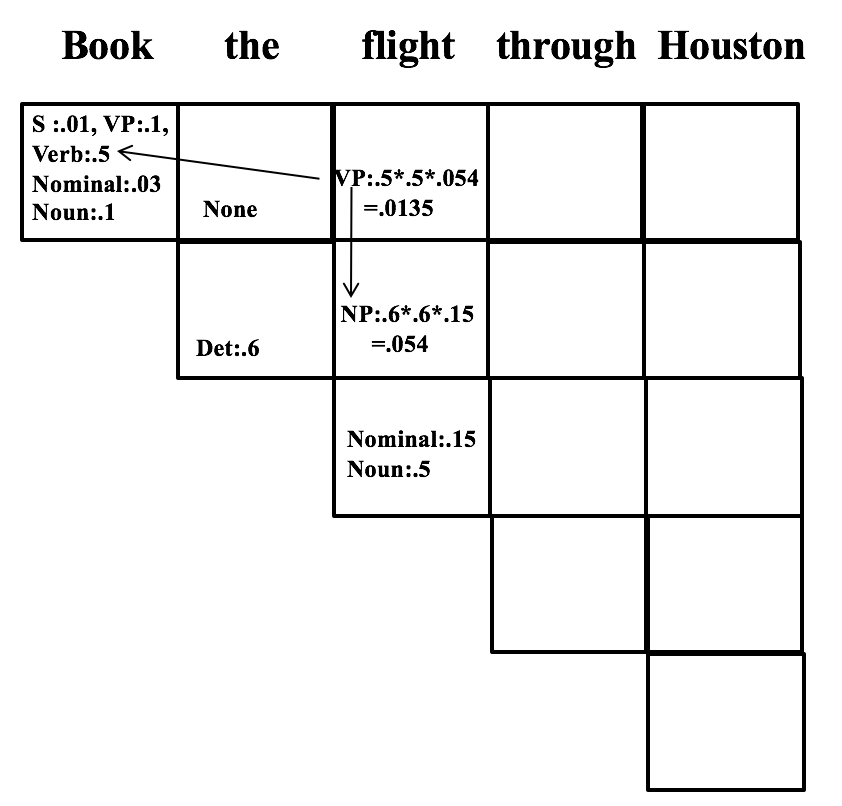 Book the flight through Houston
S :.01, VP:.1,
Verb:.5
Nominal:.03
Noun:.1
None
VP:.5*.5*.054
=.0135
Det:.6
NP:.6*.6*.15
=.054
Nominal:.15
Noun:.5